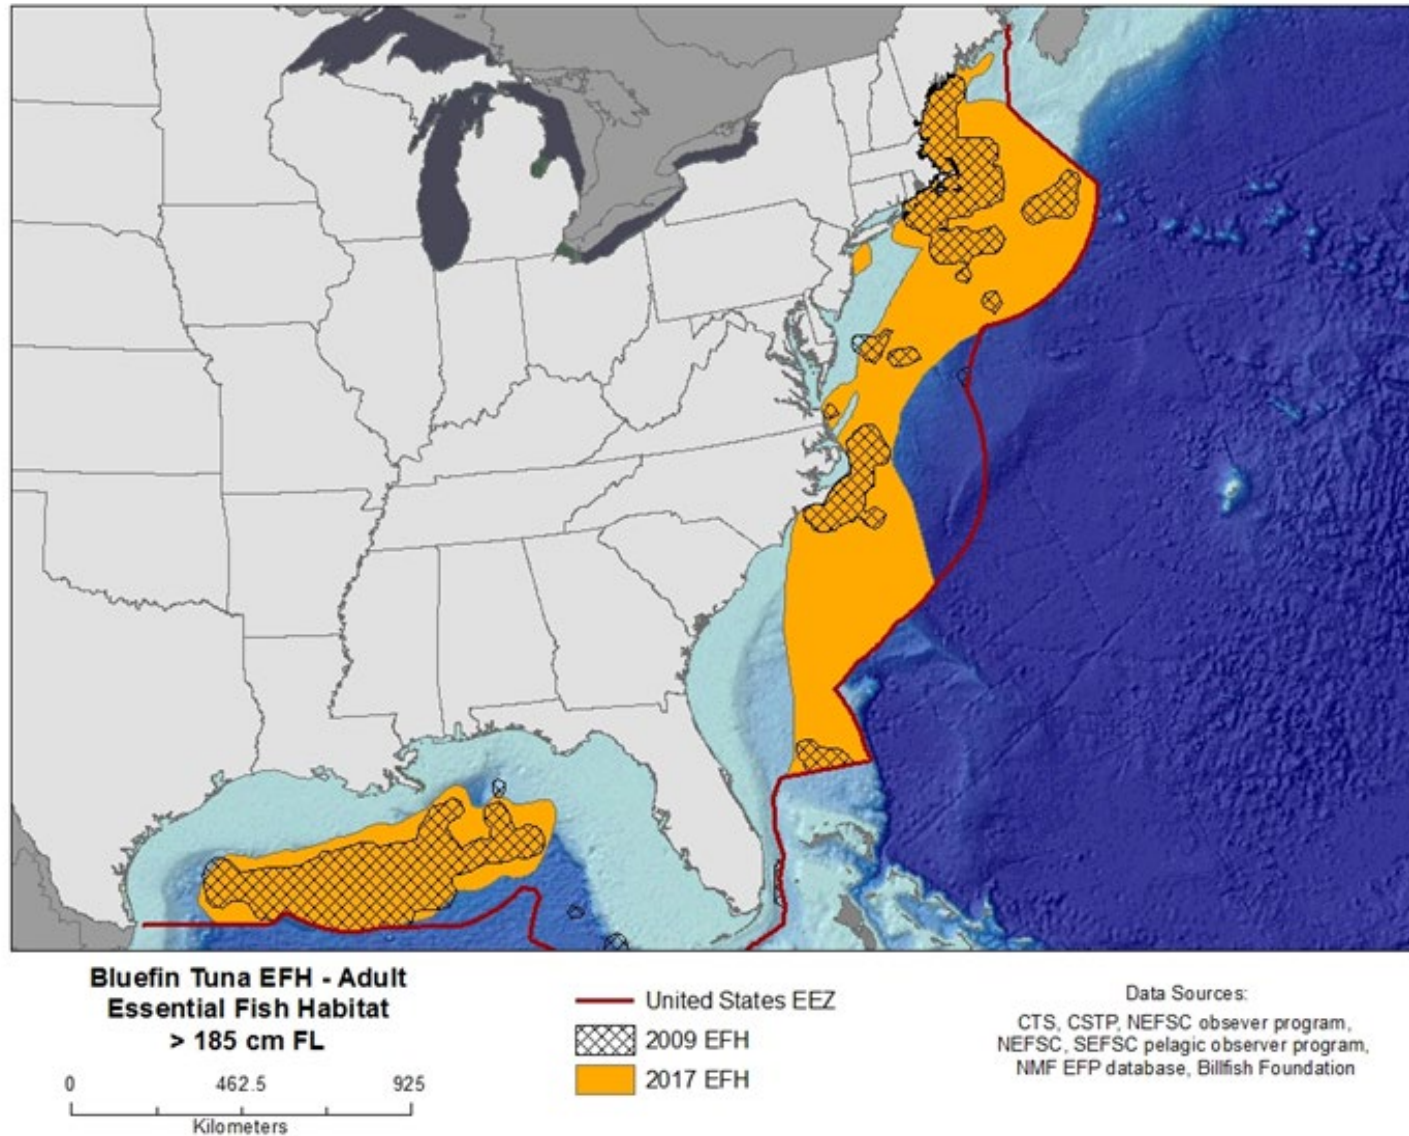 Bluefin Tuna EFH - Adult
Essential Fish Habitat
> 185 cm FL
0 462.5 925
Kilometers
United States EEZ
2009 EFH
2017 EFH
Data Sources:
CTS, CSTP, NEFSC obsever program,
NEFSC, SEFSC pelagic observer program,
NMF EFP database, Billfish Foundation